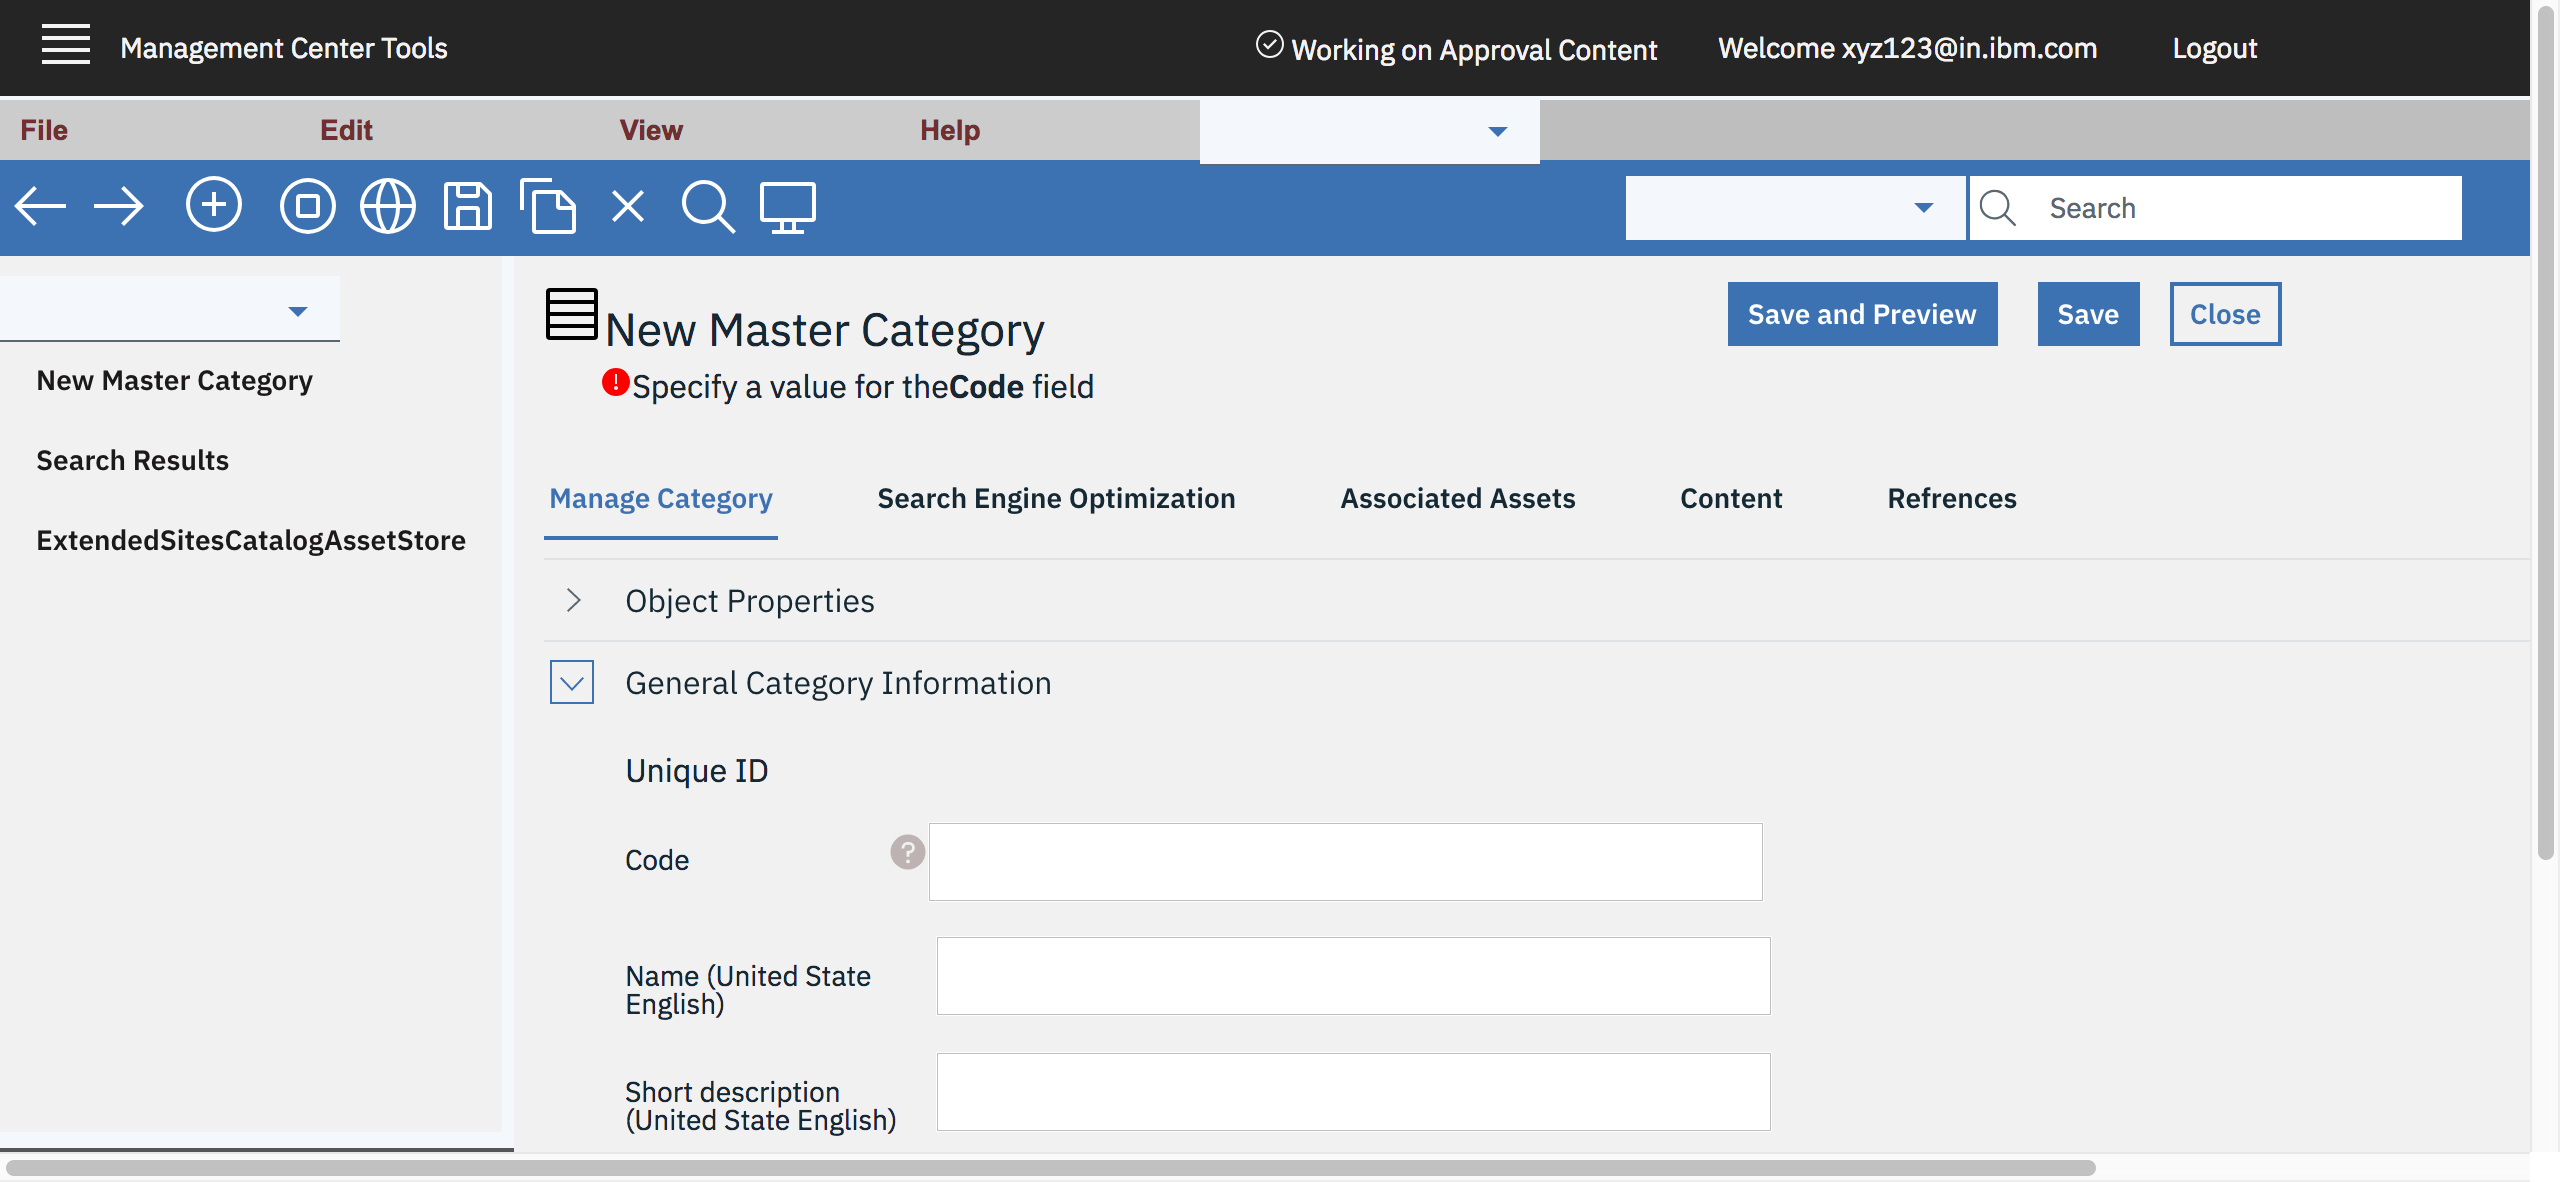 Management Center Tools
Working on Approval Content
Welcome xyz123@in.ibm.com
Logout
File
Edit
View
Help
Search
New Master Category
Search Results
ExtendedSitesCatalogAssetStore
New Master Category
Save and Preview
Save
Close
Specify a value for theCode field
Manage Category
Search Engine Optimization
Associated Assets
Content
Refrences
Object Properties
General Category Information
Unique ID
Code
Name (United State
English)
Short description
(United State English)